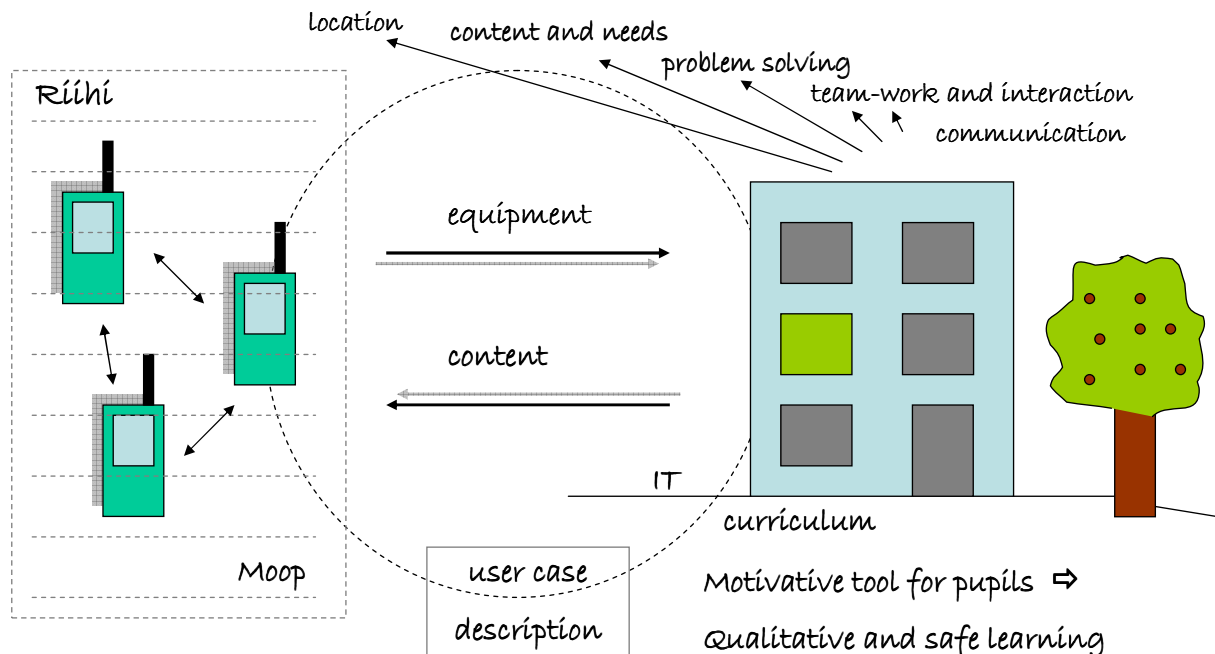 location
content and needs
problem solving
team-work and interaction
communication
Riihi
equipment
content
IT
curriculum
Moop
user case
description
Motivative tool for pupils ⇨
Qualitative and safe learning